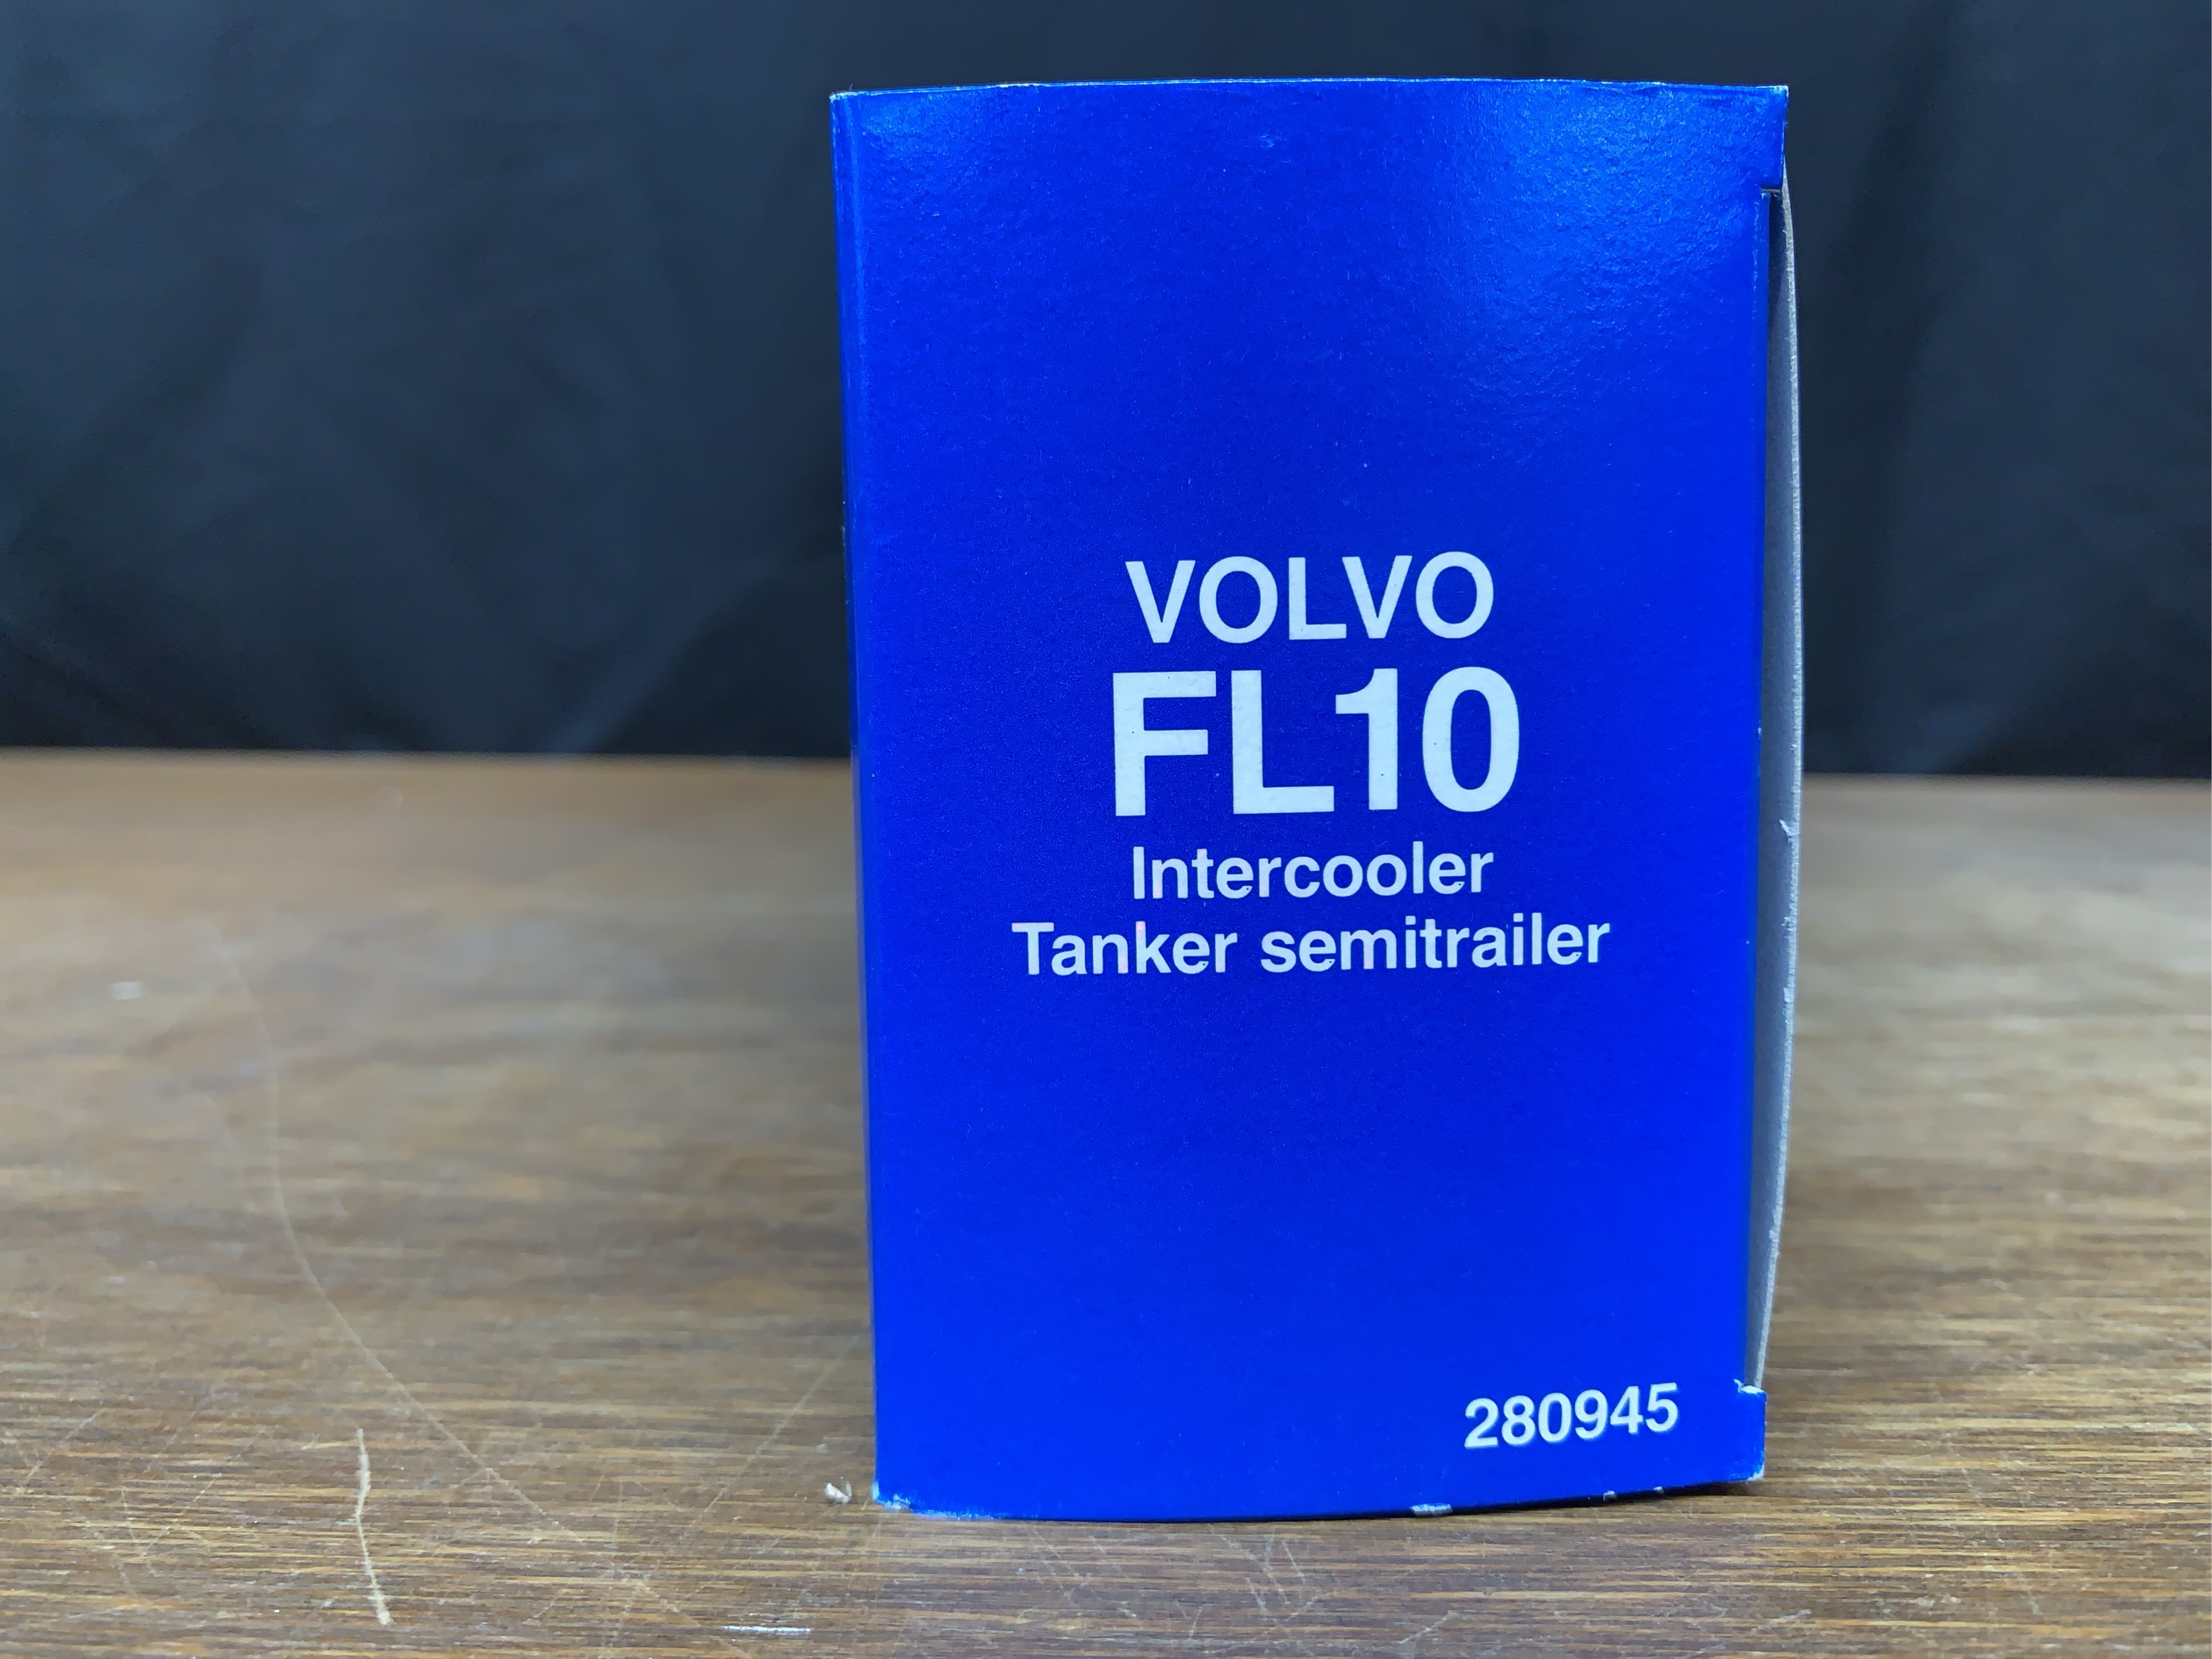 VOLVO
FL10
Intercooler
Tanker semitrailer
280945